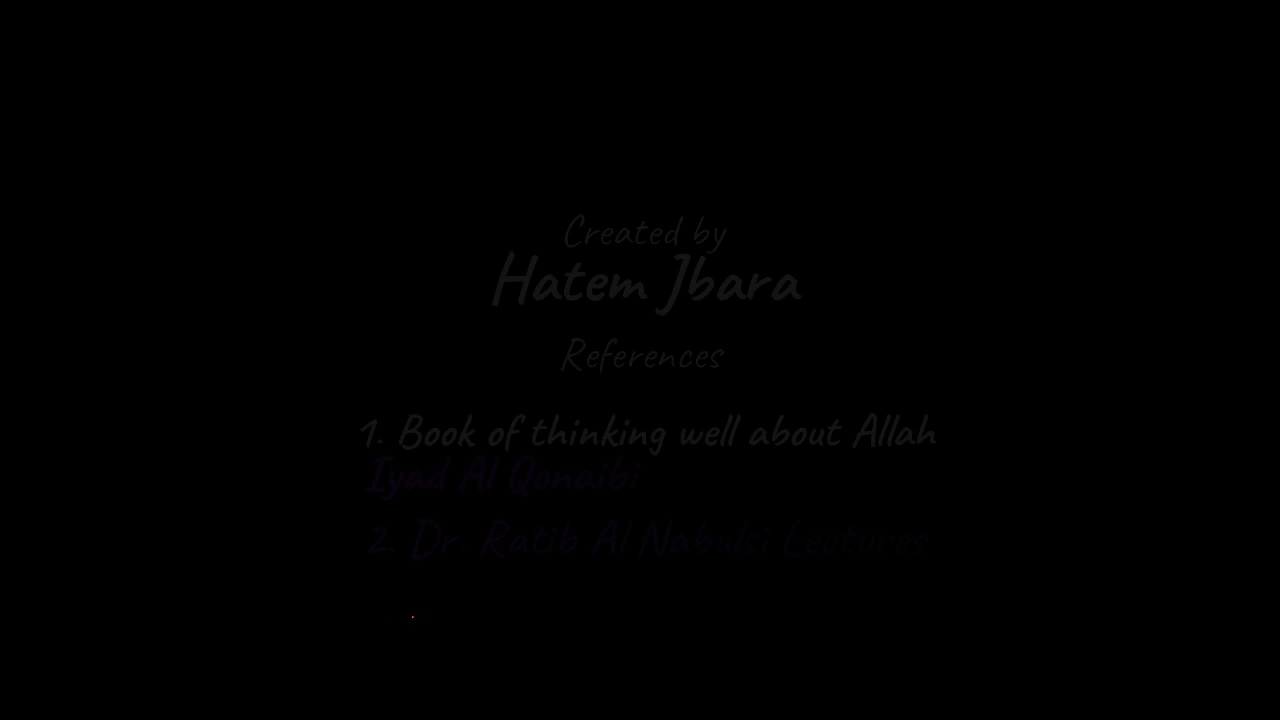 Created by
Hatem Jbara
References
1. Book of thinking well about Allah
Iyad Al Qonaibi
2. Dr. Ratib Al Nabulsi Lectures